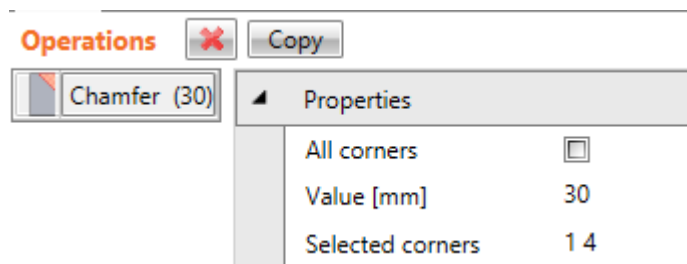 Operations Copy
Chamfer (30) Properties
All corners
Value [mm] 30
Selected corners 1 4